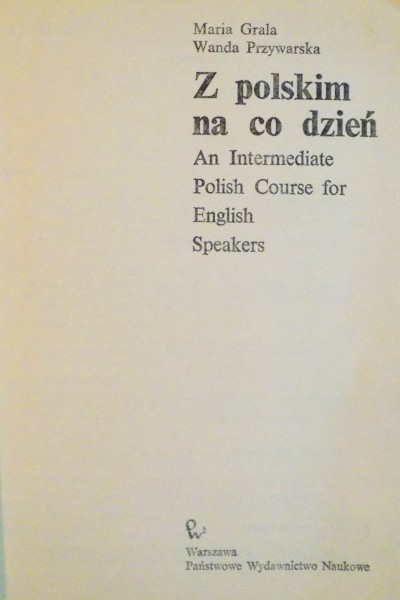 Maria Grala
Wanda Przywarska
Z polskim
na co dzień
An Intermediate
Polish Course for
English
Speakers
Warszawa
Państwowe Wydawnictwo Naukowe